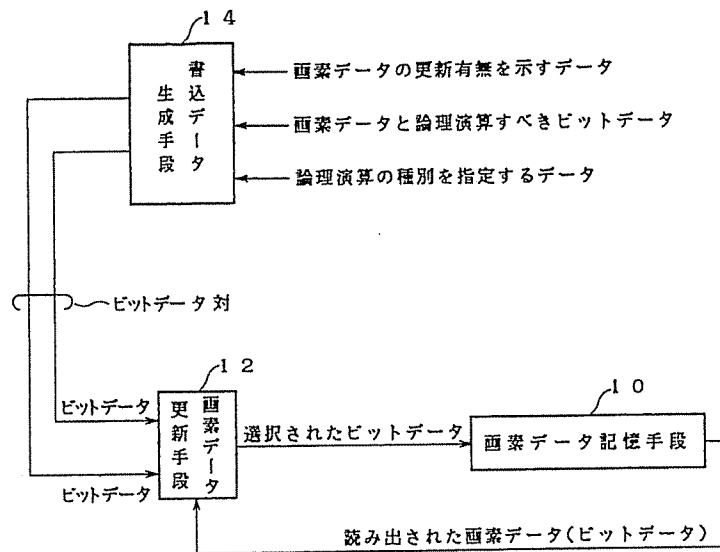 14
書込データ
生成手段
画素データの更新有無を示すデータ
画素データと論理演算すべきビットデータ
論理演算の種別を指定するデータ
ビットデータ対
12
画素データ
更新手段
ビットデータ
ビットデータ
選択されたビットデータ
10
画素データ記憶手段
読み出された画素データ(ビットデータ)